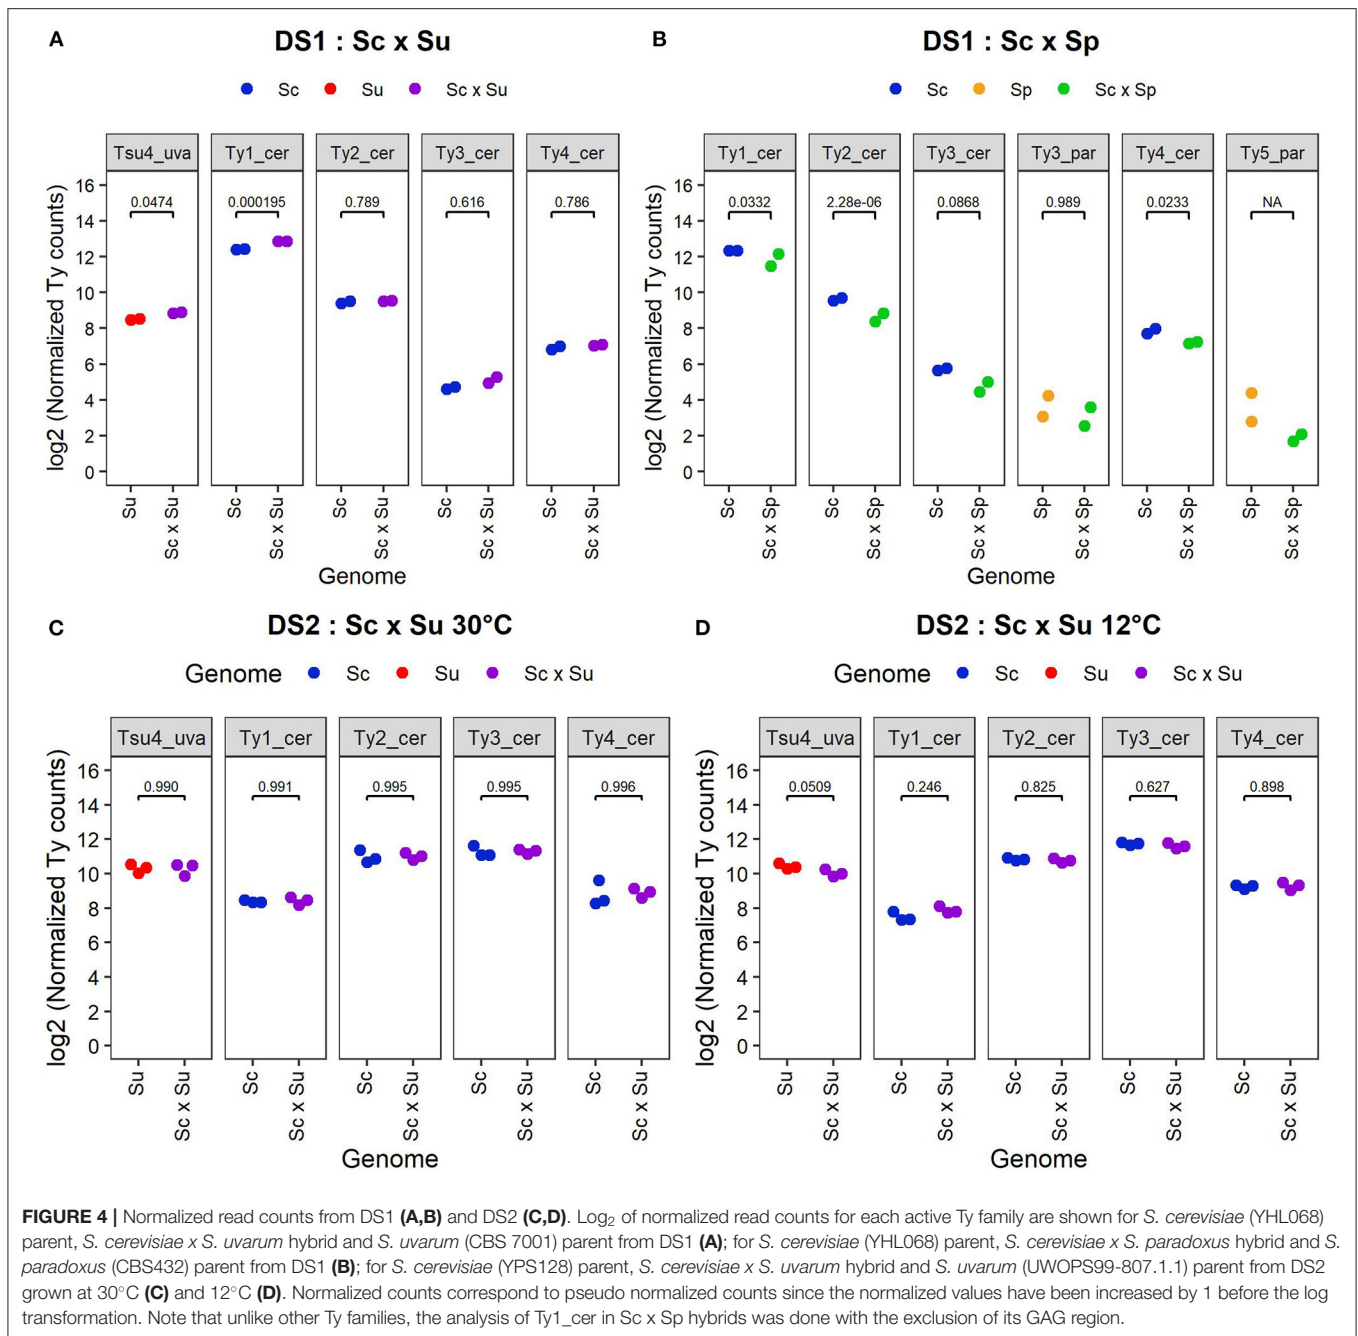 A
DS1 : Sc x Su
Sc Su Sc x Su
Tsu4_uva Ty1_cer Ty2_cer Ty3_cer Ty4_cer
log2 (Normalized Ty counts)
16
14
12
10
8
6
4
2
0
0.0474 0.000195 0.789 0.616 0.786
Su Sc x Su Sc Sc x Su Sc Sc x Su Sc Sc x Su Sc Sc x Su
Genome
B
DS1 : Sc x Sp
Sc Sp Sc x Sp
Ty1_cer Ty2_cer Ty3_cer Ty3_par Ty4_cer Ty5_par
log2 (Normalized Ty counts)
16
14
12
10
8
6
4
2
0
0.0332 2.28e-06 0.0868 0.989 0.0233 NA
Sc Sc x Sp Sc Sc x Sp Sc Sc x Sp Sp Sc x Sp Sc Sc x Sp Sp Sc x Sp
Genome
C
DS2 : Sc x Su 30°C
Genome Sc Su Sc x Su
Tsu4_uva Ty1_cer Ty2_cer Ty3_cer Ty4_cer
log2 (Normalized Ty counts)
16
14
12
10
8
6
4
2
0
0.990 0.991 0.995 0.995 0.996
Su Sc x Su Sc Sc x Su Sc Sc x Su Sc Sc x Su Sc Sc x Su
Genome
D
DS2 : Sc x Su 12°C
Genome Sc Su Sc x Su
Tsu4_uva Ty1_cer Ty2_cer Ty3_cer Ty4_cer
log2 (Normalized Ty counts)
16
14
12
10
8
6
4
2
0
0.0509 0.246 0.825 0.627 0.898
Su Sc x Su Sc Sc x Su Sc Sc x Su Sc Sc x Su Sc Sc x Su
Genome
FIGURE 4 | Normalized read counts from DS1 (A,B) and DS2 (C,D). Log2 of normalized read counts for each active Ty family are shown for S. cerevisiae (YHL068)
parent, S. cerevisiae x S. uvarum hybrid and S. uvarum (CBS 7001) parent from DS1 (A); for S. cerevisiae (YHL068) parent, S. cerevisiae x S. paradoxus hybrid and S.
paradoxus (CBS432) parent from DS1 (B); for S. cerevisiae (YPS128) parent, S. cerevisiae x S. uvarum hybrid and S. uvarum (UWOPS99-807.1.1) parent from DS2
grown at 30°C (C) and 12°C (D). Normalized counts correspond to pseudo normalized counts since the normalized values have been increased by 1 before the log
transformation. Note that unlike other Ty families, the analysis of Ty1_cer in Sc x Sp hybrids was done with the exclusion of its GAG region.